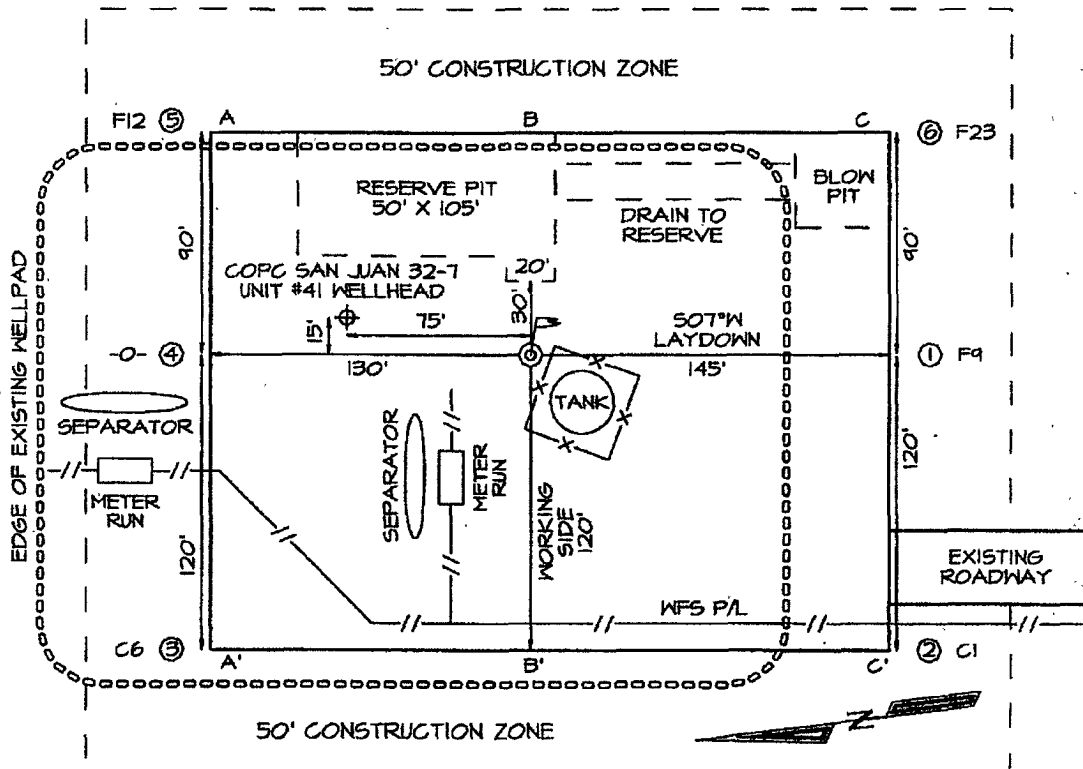 50' CONSTRUCTION ZONE
F12 ⑤
A
B
C
⑥ F23
RESERVE PIT
50' X 105'
BLOW
PIT
DRAIN TO
RESERVE
90'
90'
COPC SAN JUAN 32-7
UNIT #41 WELLHEAD
20'
30'
15'
75'
S07°W
LAYDOWN
-0- ④
130'
145'
① F9
EDGE OF EXISTING WELLPAD
SEPARATOR
TANK
METER
RUN
SEPARATOR
METER
RUN
WORKING
SIDE
120'
120'
120'
EXISTING
ROADWAY
WFS P/L
C6 ③
A'
B'
C'
② C1
N
50' CONSTRUCTION ZONE